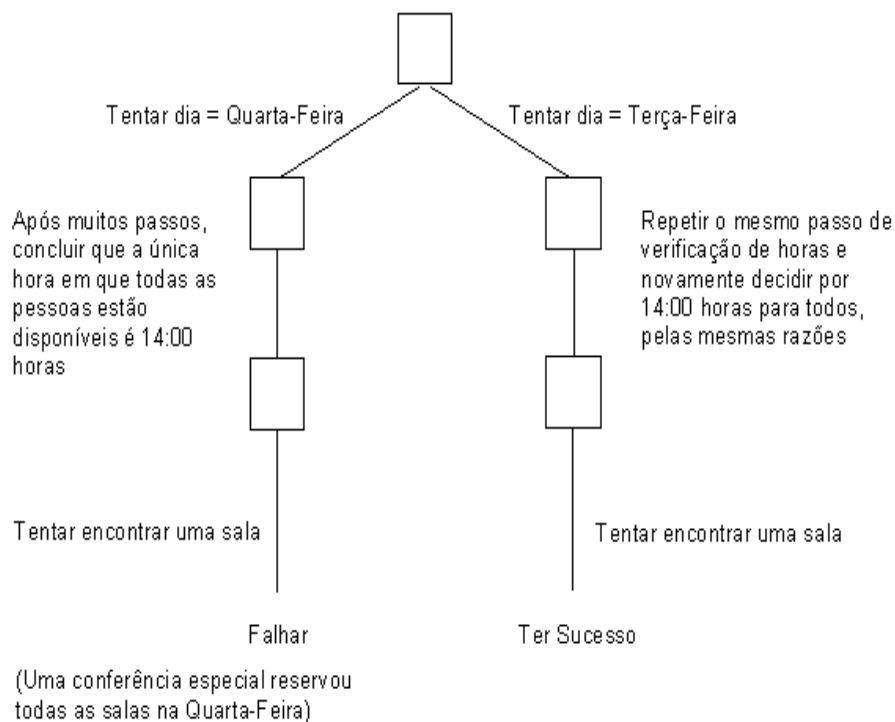 Tentar dia = Quarta-Feira
Tentar dia = Terça-Feira
Após muitos passos,
concluir que a única
hora em que todas as
pessoas estão
disponíveis é 14:00
horas
Repetir o mesmo passo de
verificação de horas e
novamente decidir por
14:00 horas para todos,
pelas mesmas razões
Tentar encontrar uma sala
Tentar encontrar uma sala
Falhar
Ter Sucesso
(Uma conferência especial reservou
todas as salas na Quarta-Feira)